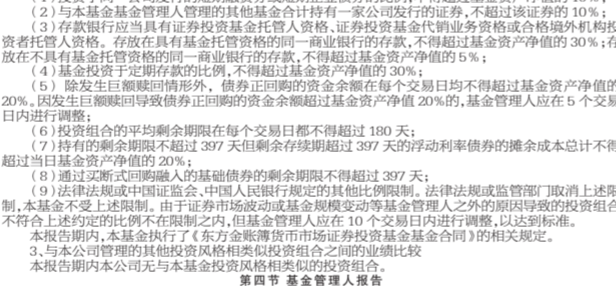 (2)与本基金基金管理人管理的其他基金合计持有一家公司发行的证券,不超过该证券的10%;
(3)存款银行应当具有证券投资基金托管人资格、证券投资基金代销业务资格或合格境外机构投
资者托管人资格。存放在具有基金托管资格的同一商业银行的存款,不得超过基金资产净值的30%;存
放在不具有基金托管资格的同一商业银行的存款,不得超过基金资产净值的5%;
(4)基金投资于定期存款的比例,不得超过基金资产净值的30%;
(5)除发生巨额赎回情形外,债券正回购的资金余额在每个交易日均不得超过基金资产净值的
20%。因发生巨额赎回导致债券正回购的资金余额超过基金资产净值20%的,基金管理人应在5个交易
日内进行调整;
(6)投资组合的平均剩余期限在每个交易日都不得超过180天;
(7)持有的剩余期限不超过397天但剩余存续期超过397天的浮动利率债券的摊余成本总计不得
超过当日基金资产净值的20%;
(8)通过买断式回购融入的基础债券的剩余期限不得超过397天;
(9)法律法规或中国证监会、中国人民银行规定的其他比例限制。法律法规或监管部门取消上述限
制,本基金不受上述限制。由于证券市场波动或基金规模变动等基金管理人之外的原因导致的投资组合
不符合上述约定的比例不在限制之内,但基金管理人应在10个交易日内进行调整,以达到标准。
本报告期内,本基金执行了《东方金账簿货币市场证券投资基金基金合同》的相关规定。
3、与本公司管理的其他投资风格相类似投资组合之间的业绩比较
本报告期内本公司无与本基金投资风格相类似的投资组合。
第四节 基金管理人报告